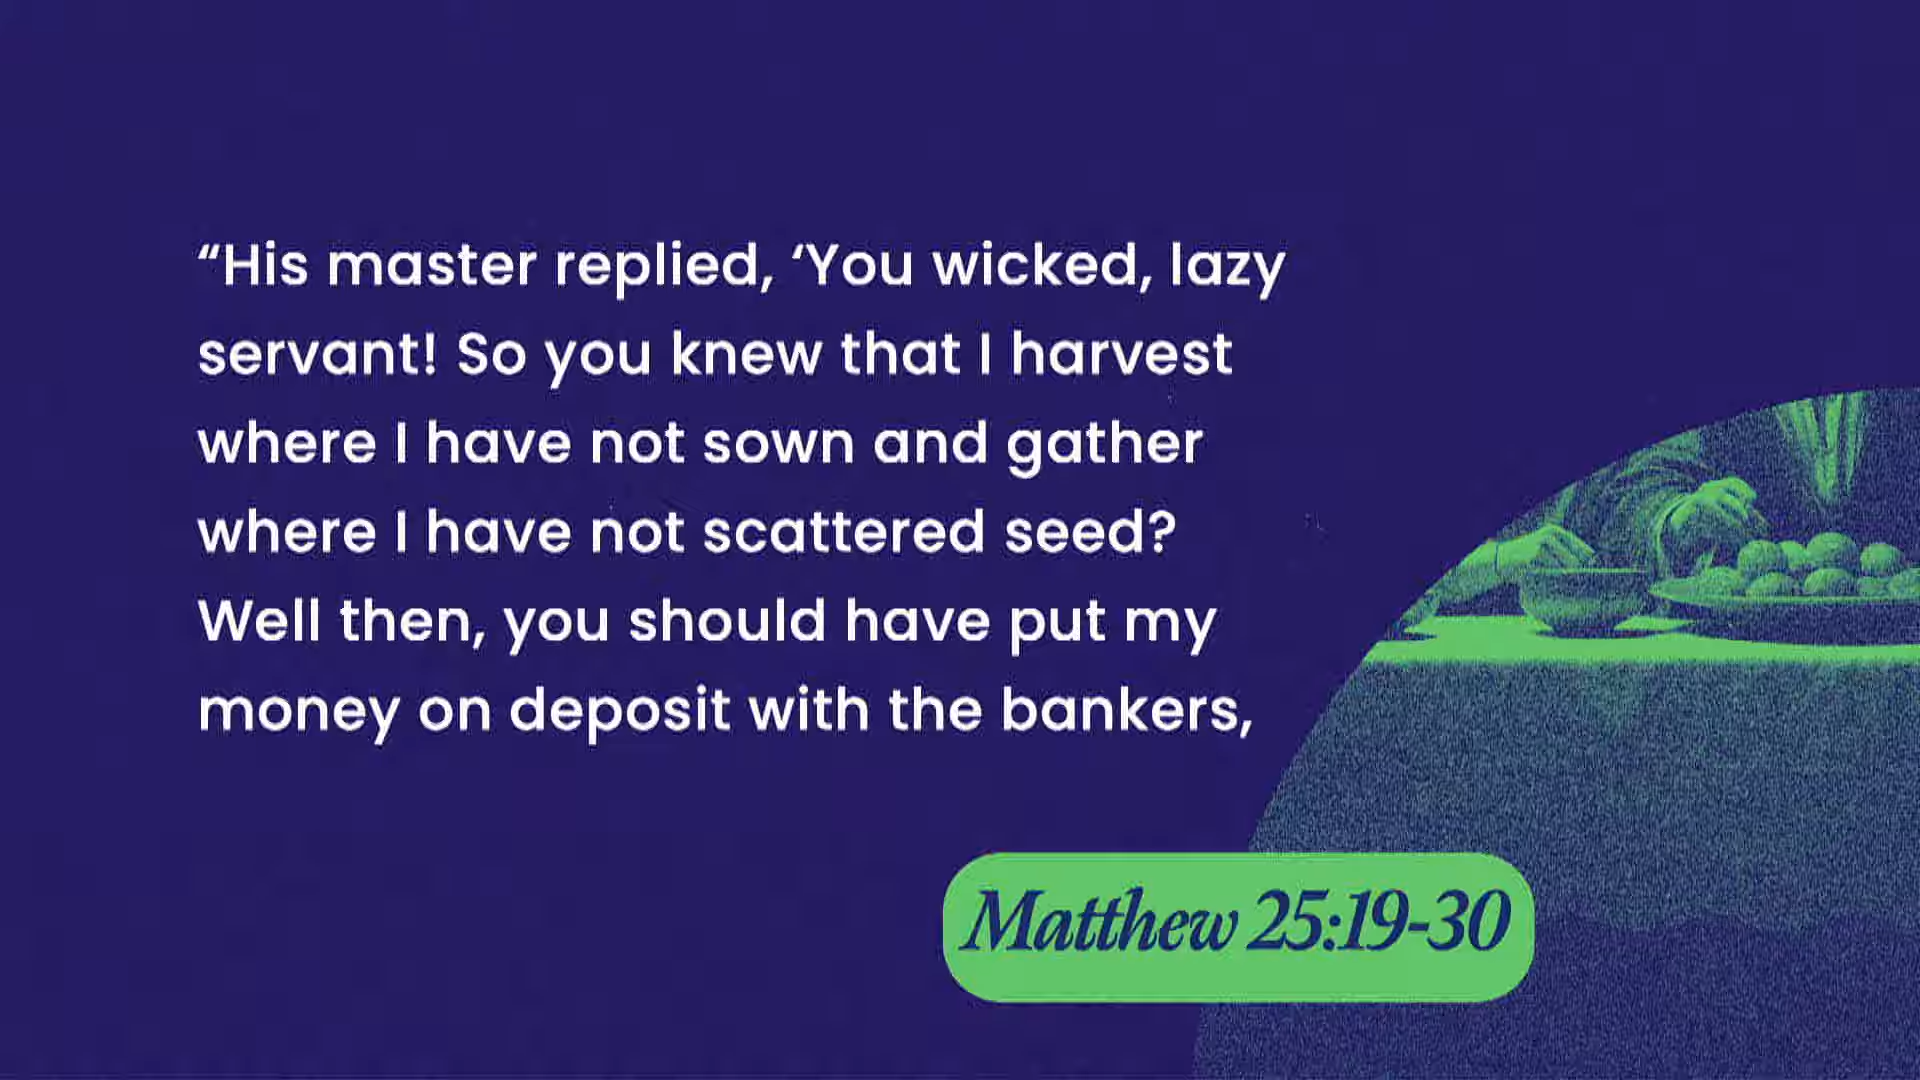 “His master replied, ‘You wicked, lazy
servant! So you knew that I harvest
where I have not sown and gather
where I have not scattered seed?
Well then, you should have put my
money on deposit with the bankers,
Matthew 25:19-30